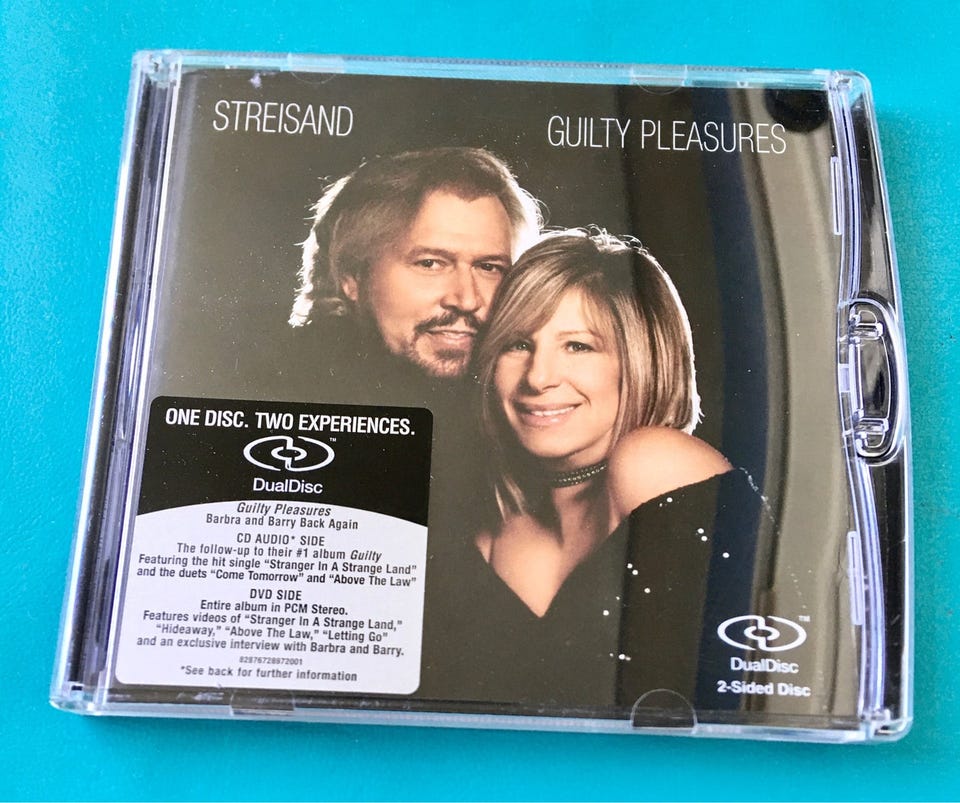 STREISAND
GUILTY PLEASURES
ONE DISC. TWO EXPERIENCES.
™
DualDisc
Guilty Pleasures
Barbra and Barry Back Again
CD AUDIO* SIDE
The follow-up to their #1 album Guilty
Featuring the hit single “Stranger In A Strange Land”
and the duets “Come Tomorrow” and “Above The Law”
DVD SIDE
Entire album in PCM Stereo.
Features videos of “Stranger In A Strange Land,”
“Hideaway,” “Above The Law,” “Letting Go”
and an exclusive interview with Barbra and Barry.
82876728972001
*See back for further information
™
DualDisc
2-Sided Disc